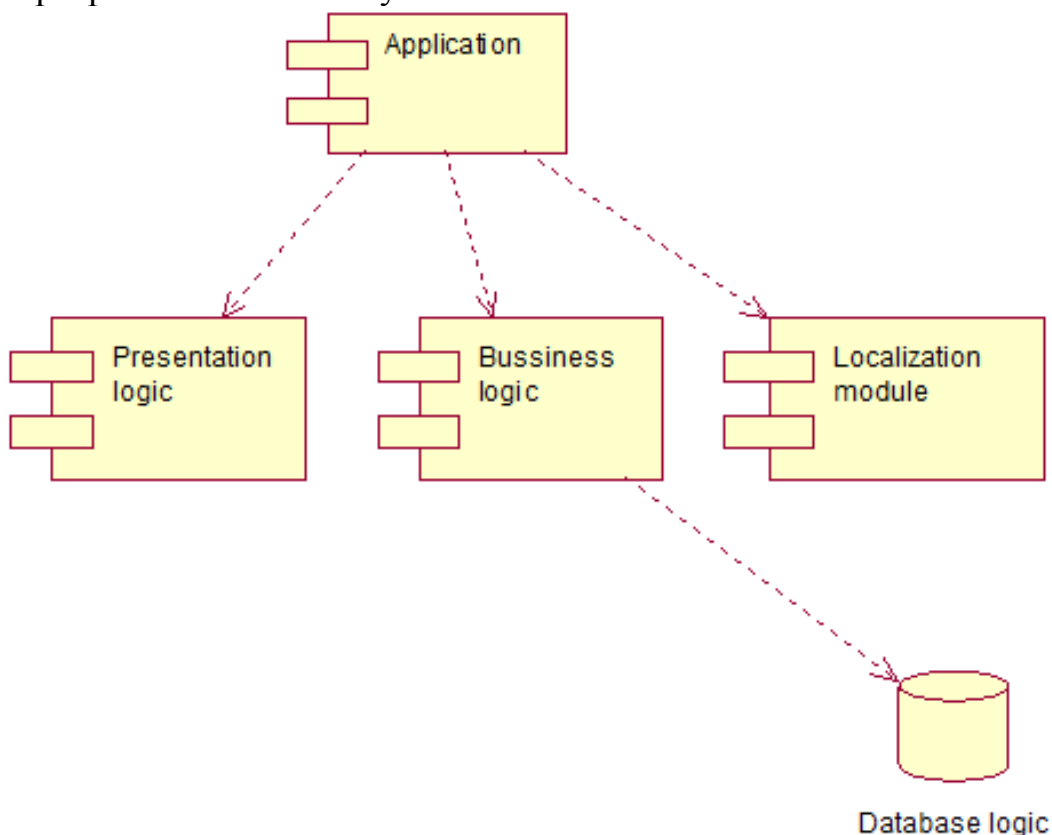 Application
Presentation
logic
Bussiness
logic
Localization
module
Database logic